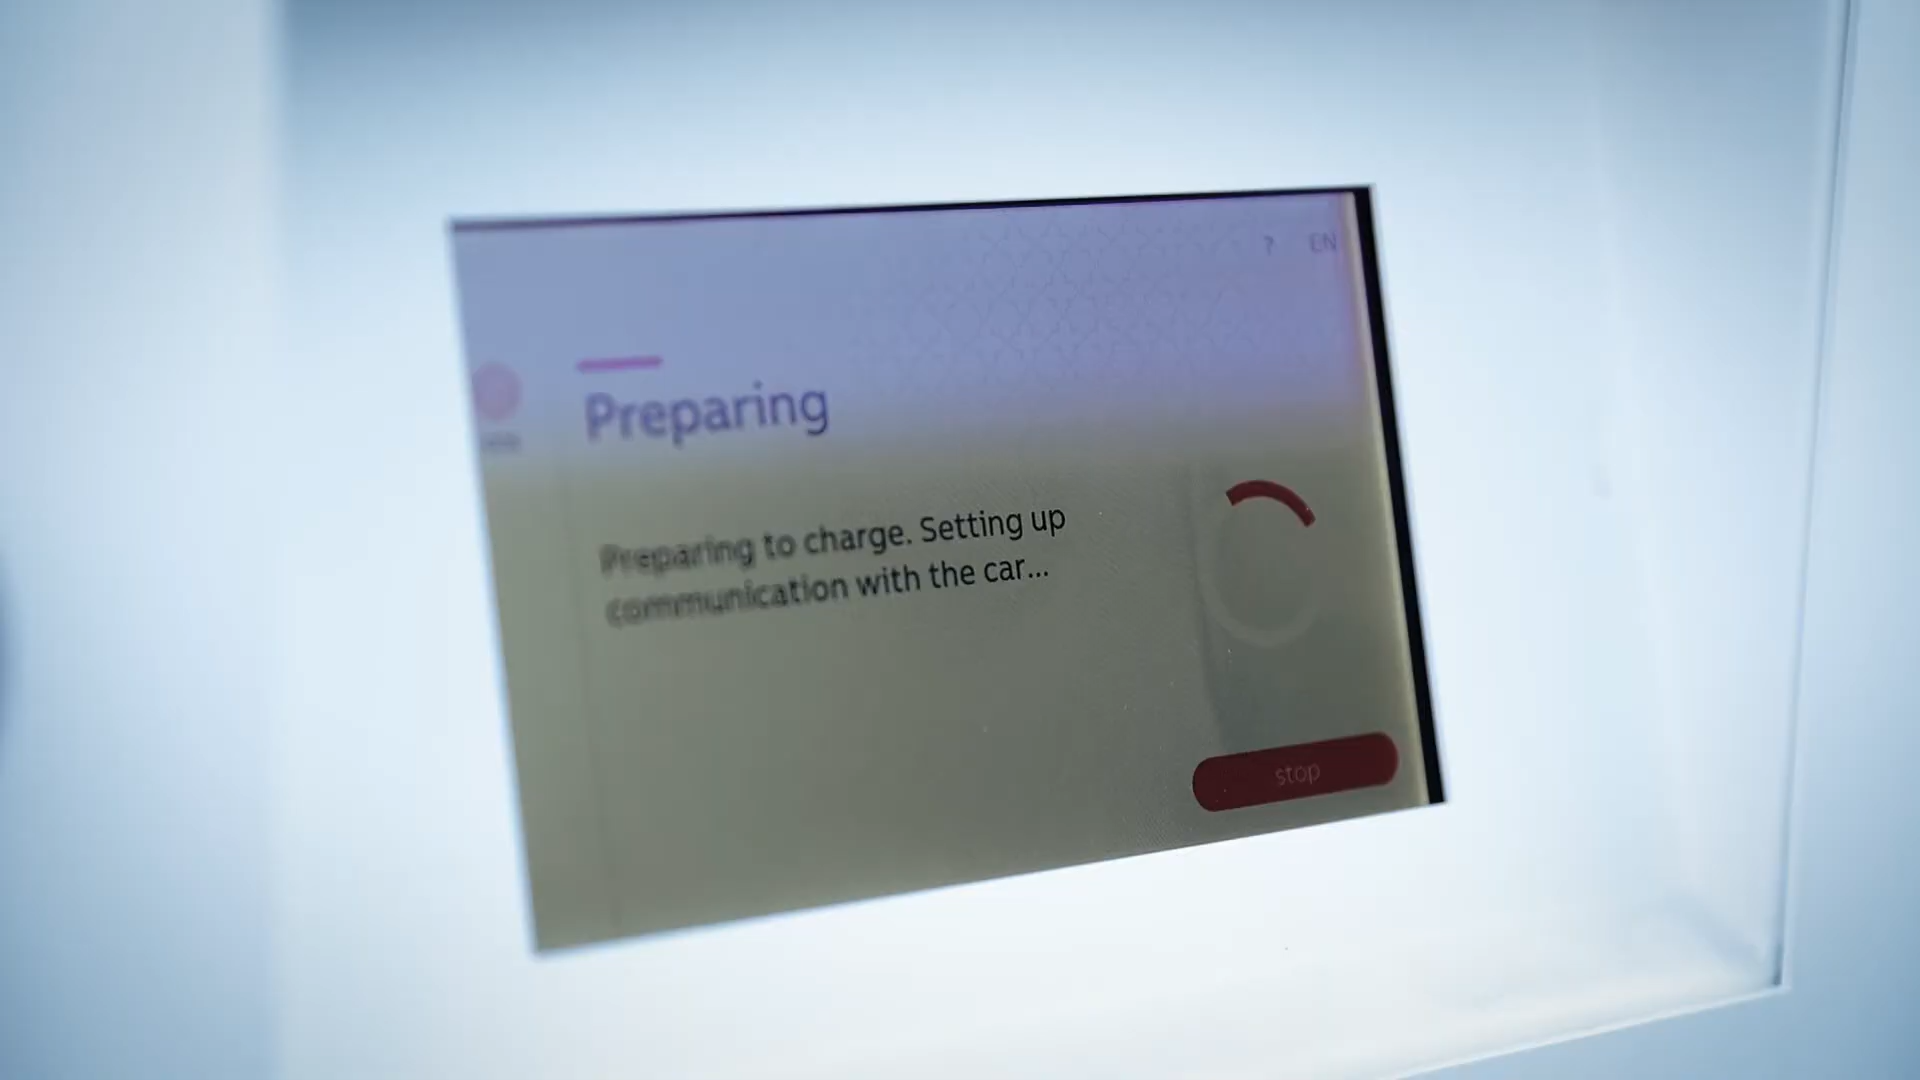 ? EN
Preparing
Preparing to charge. Setting up
communication with the car...
stop